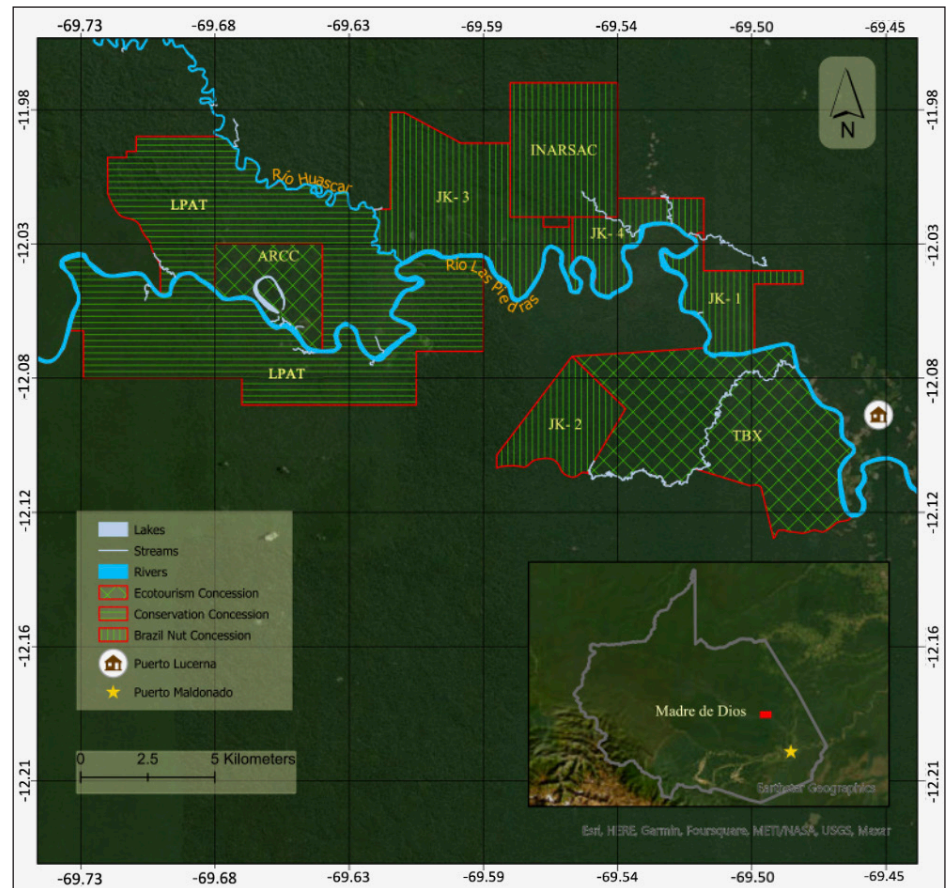 -69.73 -69.68 -69.63 -69.59 -69.54 -69.50 -69.45
-11.98 -11.98
N
INARSAC
Río Huascar
JK- 3
LPAT
JK- 4
-12.03 -12.03
ARCC
Río Las Piedras
JK- 1
LPAT
-12.08 -12.08
JK- 2
TBX
-12.12 -12.12
Lakes
Streams
Rivers
Ecotourism Concession
Conservation Concession
Brazil Nut Concession
Puerto Lucerna
Puerto Maldonado
-12.16 -12.16
Madre de Dios
0 2.5 5 Kilometers
-12.21 -12.21
Earthstar Geographics
Esri, HERE, Garmin, Foursquare, METI/NASA, USGS, Maxar
-69.73 -69.68 -69.63 -69.59 -69.54 -69.50 -69.45